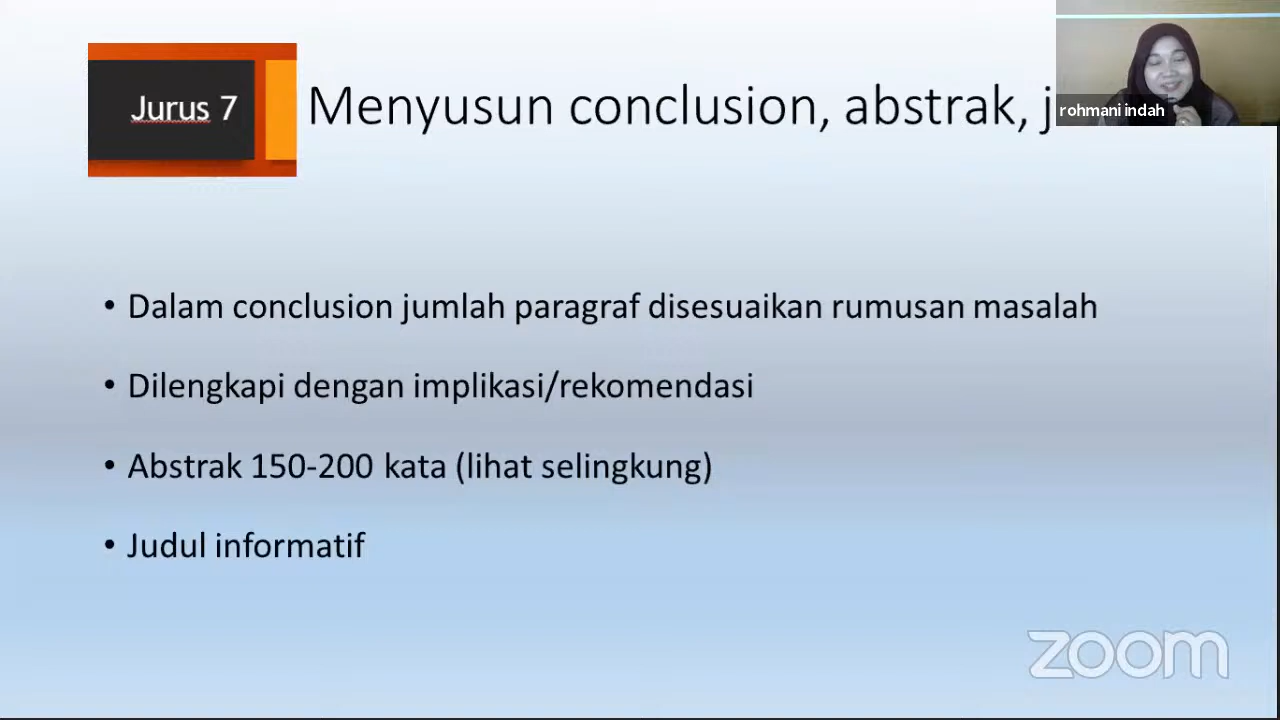 Jurus 7
Menyusun conclusion, abstrak, j
rohmani indah
• Dalam conclusion jumlah paragraf disesuaikan rumusan masalah
• Dilengkapi dengan implikasi/rekomendasi
• Abstrak 150-200 kata (lihat selingkung)
• Judul informatif
zoom